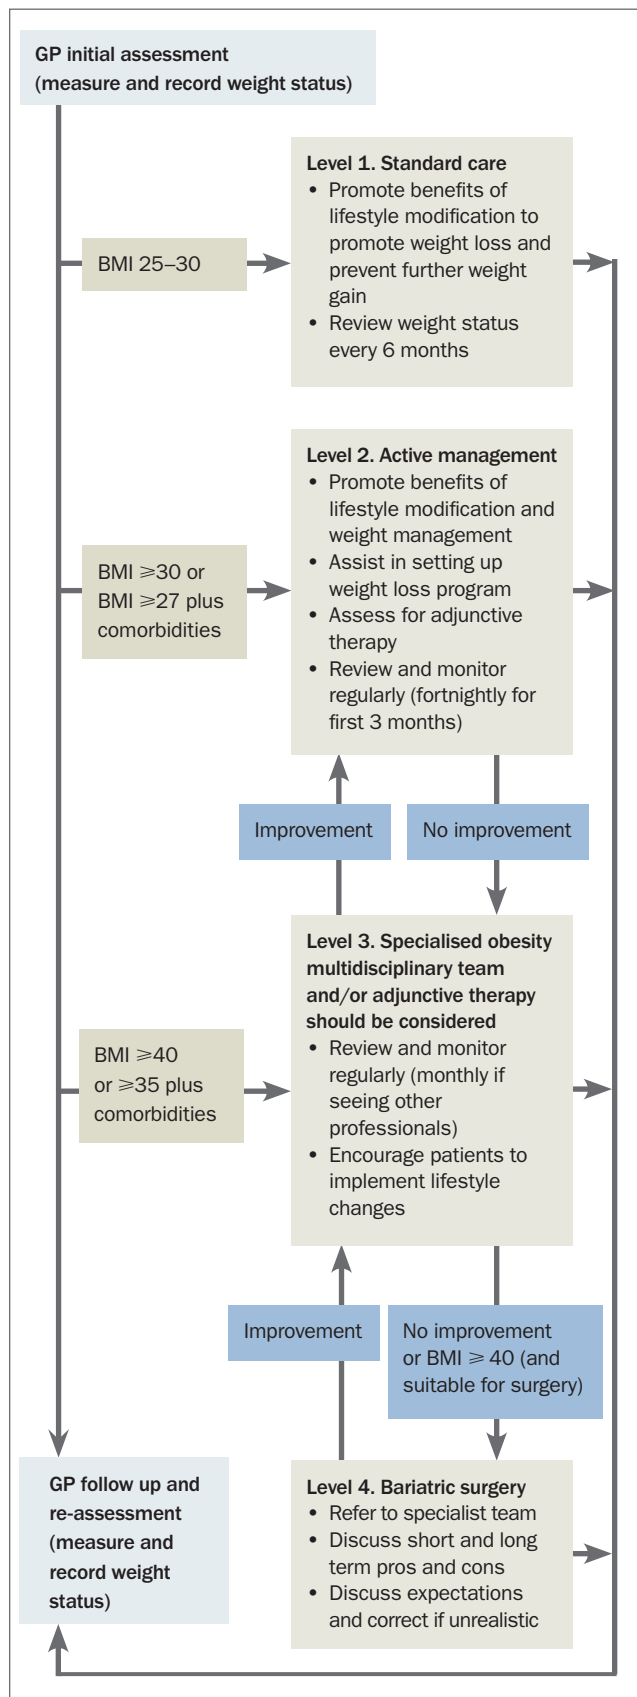 GP initial assessment
(measure and record weight status)
Level 1. Standard care
• Promote benefits of
lifestyle modification to
promote weight loss and
prevent further weight
gain
• Review weight status
every 6 months
BMI 25–30
Level 2. Active management
• Promote benefits of
lifestyle modification and
weight management
• Assist in setting up
weight loss program
• Assess for adjunctive
therapy
• Review and monitor
regularly (fortnightly for
first 3 months)
BMI ⩾30 or
BMI ⩾27 plus
comorbidities
Improvement
No improvement
Level 3. Specialised obesity
multidisciplinary team
and/or adjunctive therapy
should be considered
• Review and monitor
regularly (monthly if
seeing other
professionals)
• Encourage patients to
implement lifestyle
changes
BMI ⩾40
or ⩾35 plus
comorbidities
Improvement
No improvement
or BMI ⩾ 40 (and
suitable for surgery)
GP follow up and
re-assessment
(measure and
record weight
status)
Level 4. Bariatric surgery
• Refer to specialist team
• Discuss short and long
term pros and cons
• Discuss expectations
and correct if unrealistic